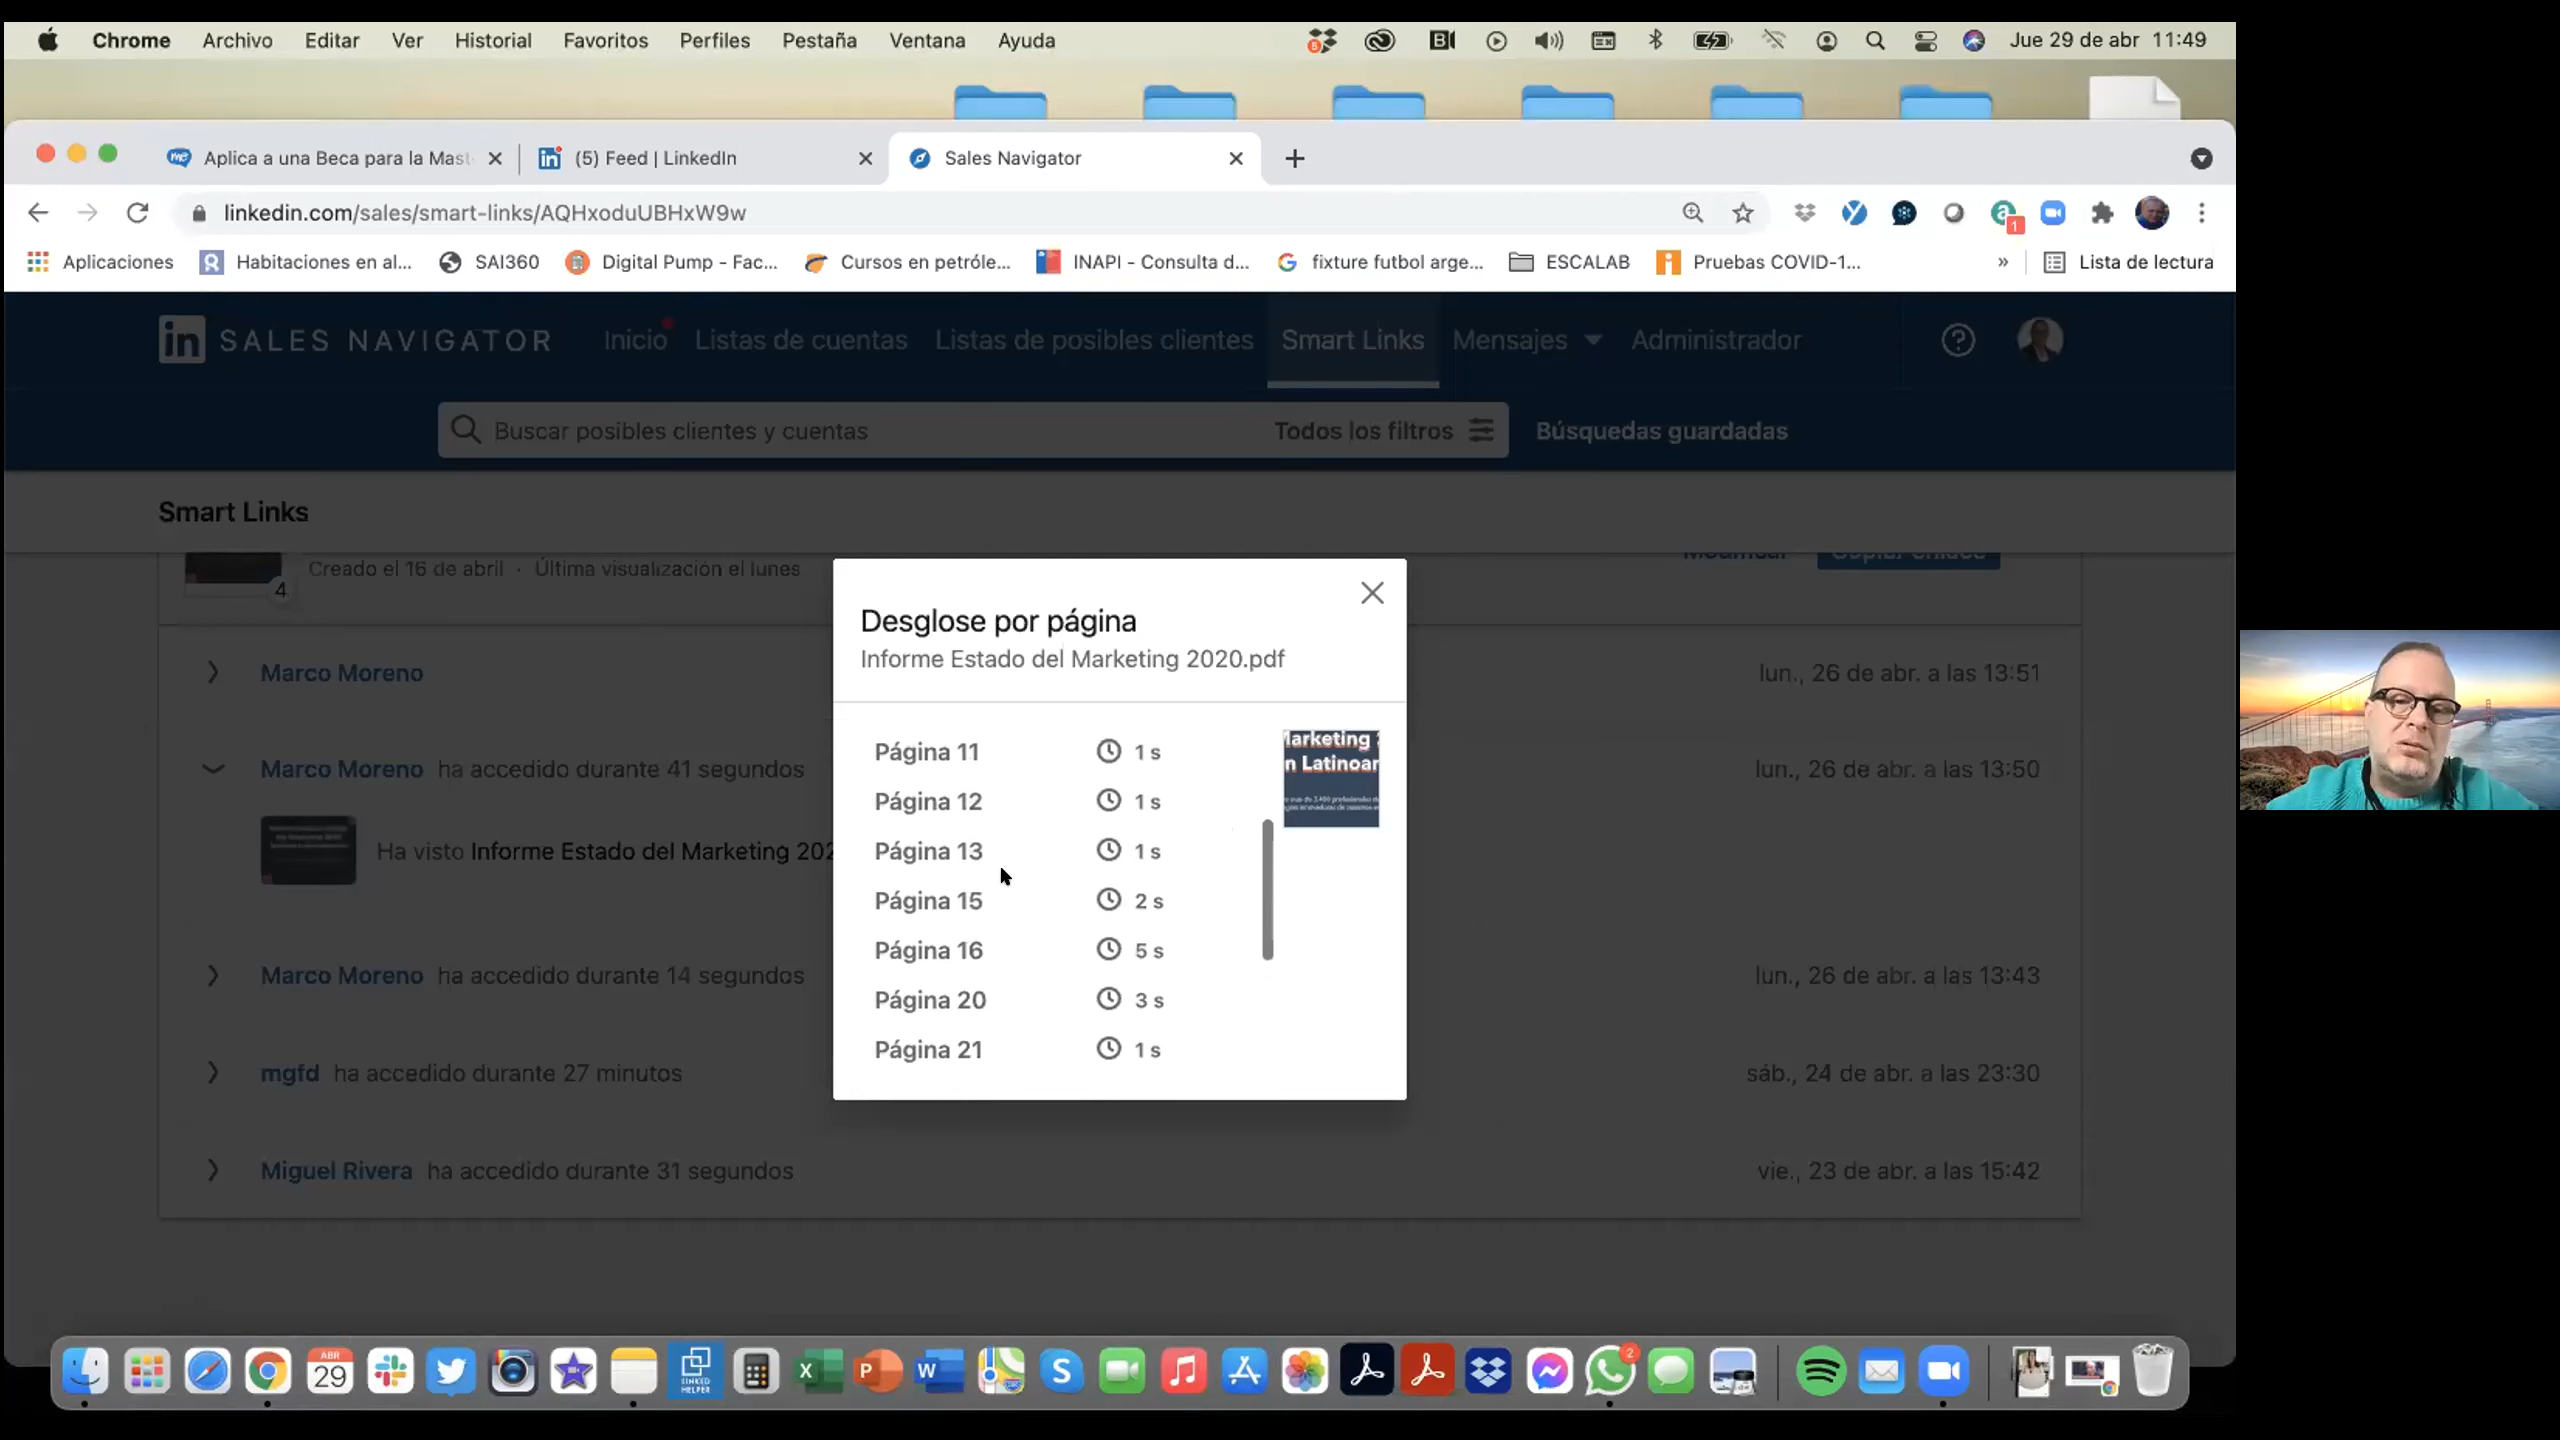 Chrome Archivo Editar Ver Historial Favoritos Perfiles Pestaña Ventana Ayuda Jue 29 de abr 11:49
Aplica a una Beca para la Mast (5) Feed | LinkedIn Sales Navigator
linkedin.com/sales/smart-links/AQHxoduUBHxW9w 1
Aplicaciones Habitaciones en al... SAI360 Digital Pump - Fac... Cursos en petróle... INAPI - Consulta d... fixture futbol arge... ESCALAB Pruebas COVID-1... » Lista de lectura
in SALES NAVIGATOR Inicio Listas de cuentas Listas de posibles clientes Smart Links Mensajes Administrador
Buscar posibles clientes y cuentas Todos los filtros Búsquedas guardadas
Smart Links
Creado el 16 de abril · Última visualización el lunes
4
Desglose por página
Informe Estado del Marketing 2020.pdf
Página 11 1 s
Página 12 1 s
Página 13 1 s
Página 15 2 s
Página 16 5 s
Página 20 3 s
Página 21 1 s
arketing
n Latinoar
Marco Moreno lun., 26 de abr. a las 13:51
Marco Moreno ha accedido durante 41 segundos lun., 26 de abr. a las 13:50
Ha visto Informe Estado del Marketing 202
Marco Moreno ha accedido durante 14 segundos lun., 26 de abr. a las 13:43
mgfd ha accedido durante 27 minutos sáb., 24 de abr. a las 23:30
Miguel Rivera ha accedido durante 31 segundos vie., 23 de abr. a las 15:42
ABR
29
LINKED
HELPER
2